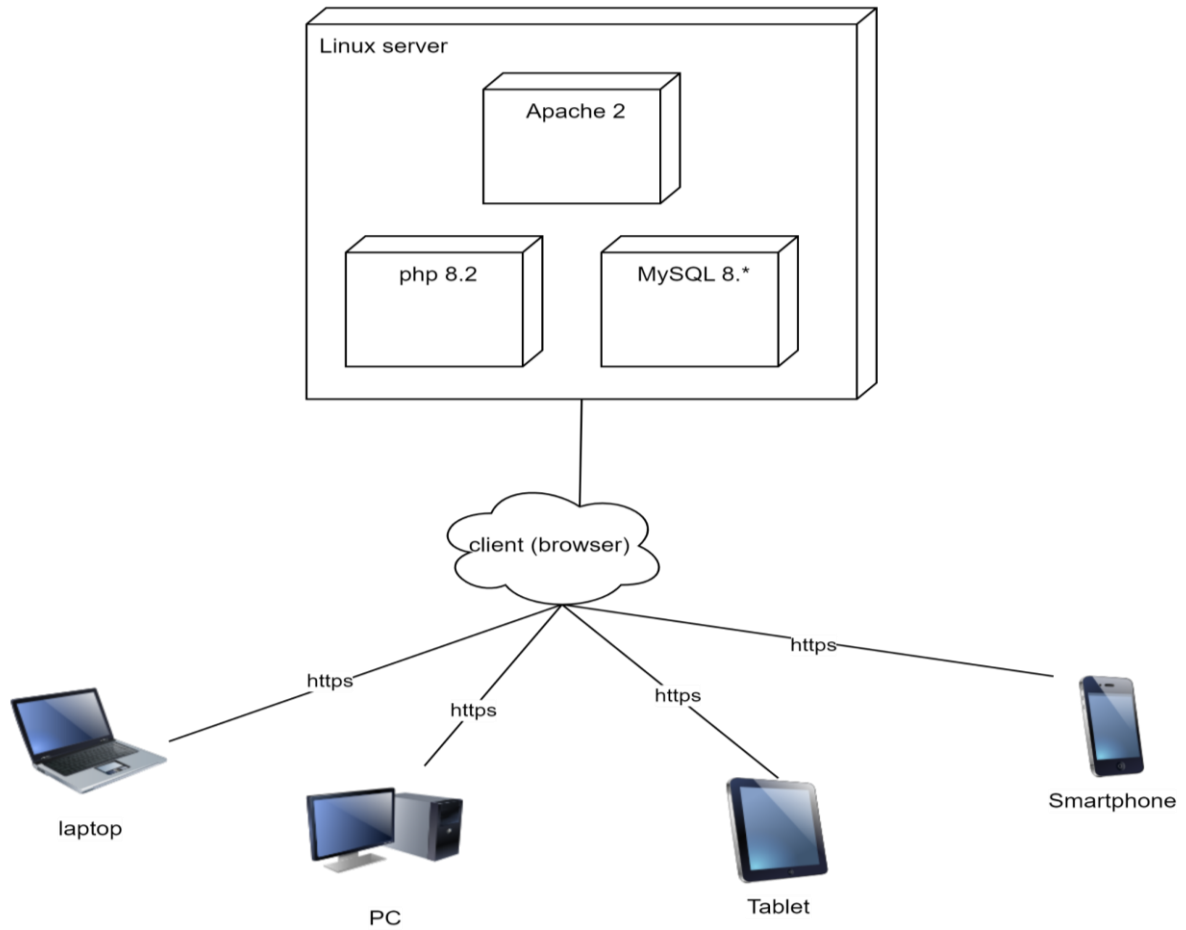 Linux server
Apache 2
php 8.2
MySQL 8.*
client (browser)
https
https
https
https
laptop
PC
Tablet
Smartphone